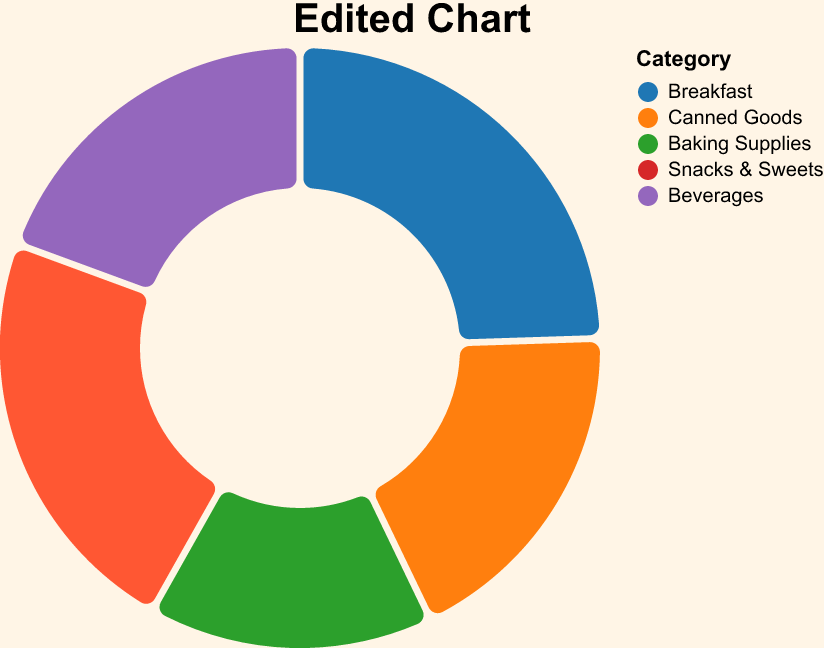 Edited Chart
Category
Breakfast
Canned Goods
Baking Supplies
Snacks & Sweets
Beverages